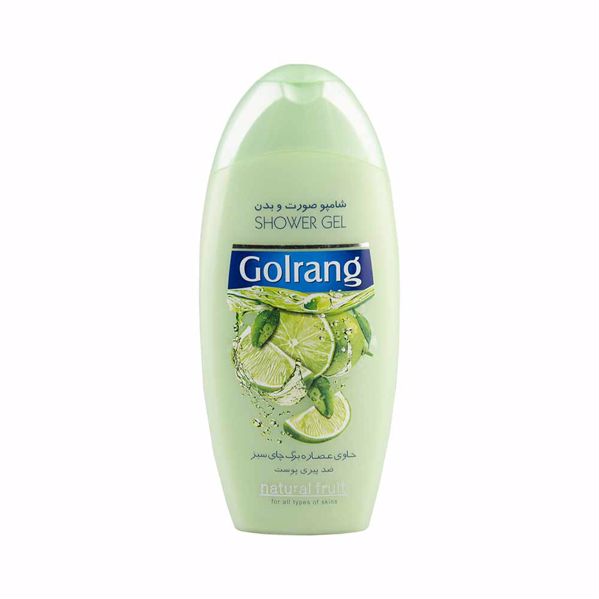 شامپو صورت و بدن
SHOWER GEL
Golrang
حاوی عصاره برگ چای سبز
ضد پیری پوست
natural fruit
for all types of skins